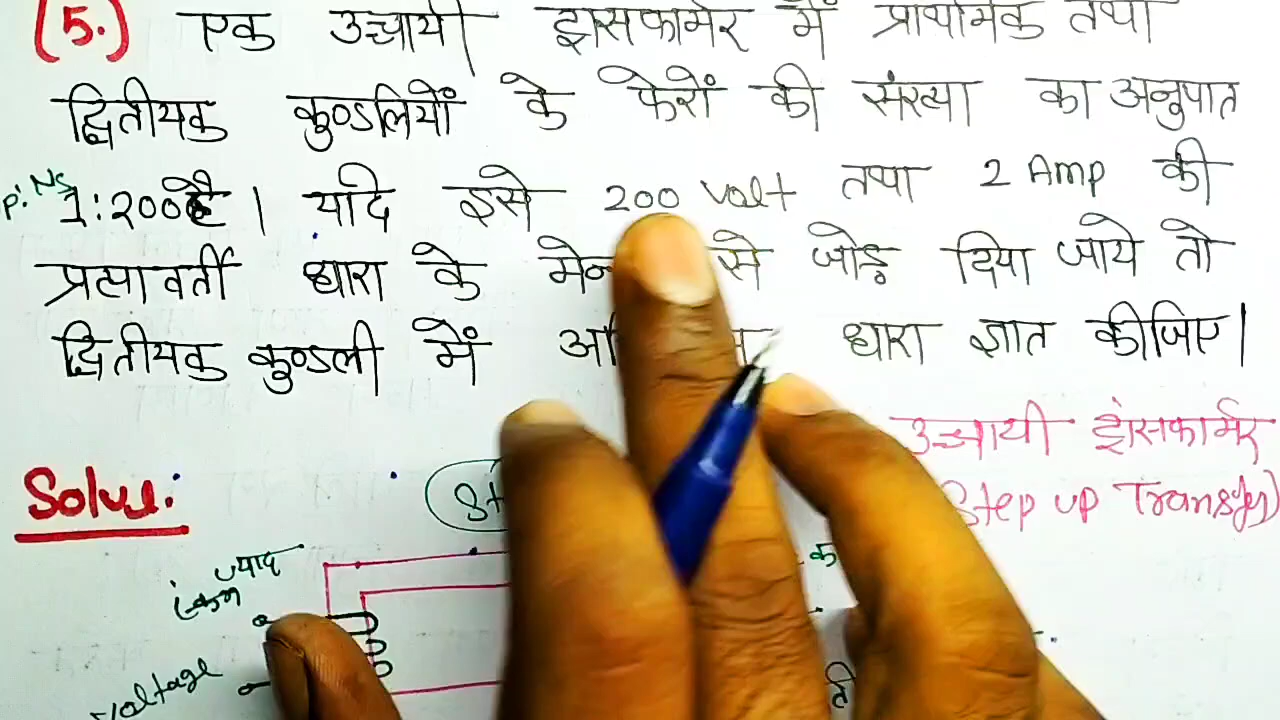 (5.) एक उच्चायी ट्रांसफार्मर में प्राथमिक तथा
द्वितीयक कुण्डलियों के फेरों की संख्या का अनुपात
1:200 है । यदि इसे 200 Volt तथा 2 Amp की
प्रत्यावर्ती धारा के से जोड़ दिया जाये तो
द्वितीयक कुण्डली में धारा ज्ञात कीजिए।
उच्चायी ट्रांसफार्मर
Step up
Solve:
voltage